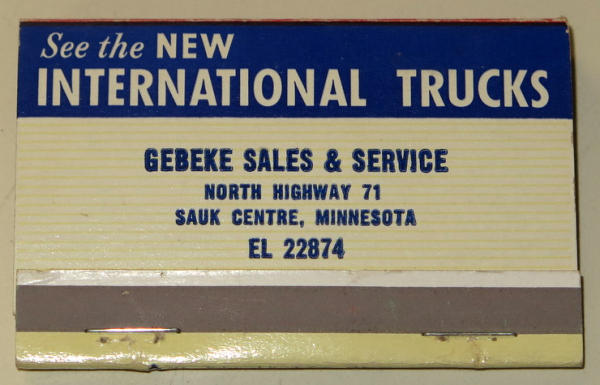 See the NEW
INTERNATIONAL TRUCKS
GEBEKE SALES & SERVICE
NORTH HIGHWAY 71
SAUK CENTRE, MINNESOTA
EL 22874